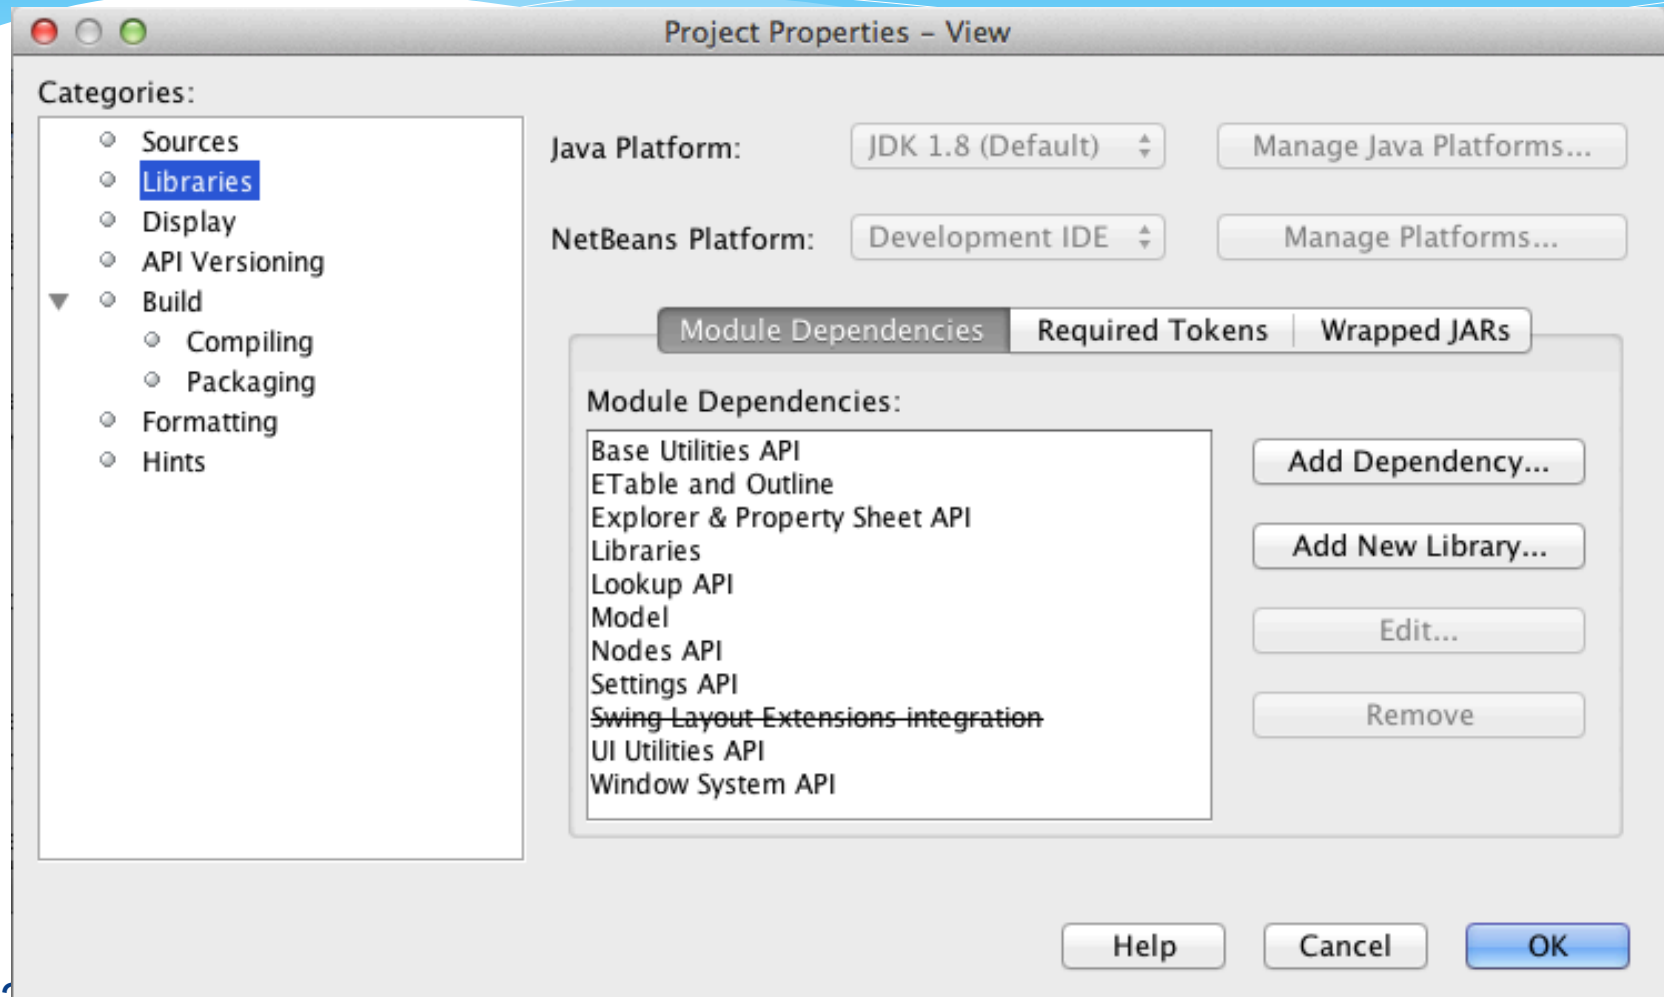 Project Properties – View
Categories:
Sources
Libraries
Display
API Versioning
Build
Compiling
Packaging
Formatting
Hints
Java Platform: JDK 1.8 (Default) Manage Java Platforms...
NetBeans Platform: Development IDE Manage Platforms...
Module Dependencies Required Tokens Wrapped JARs
Module Dependencies:
Base Utilities API
ETable and Outline
Explorer & Property Sheet API
Libraries
Lookup API
Model
Nodes API
Settings API
Swing Layout Extensions integration
UI Utilities API
Window System API
Add Dependency...
Add New Library...
Edit...
Remove
Help Cancel OK